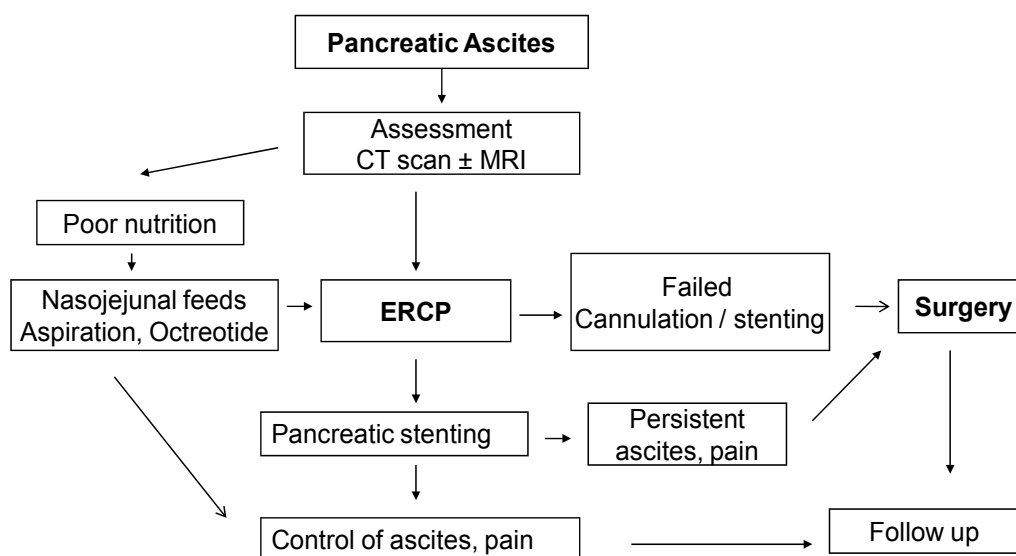 Pancreatic Ascites
Assessment
CT scan ± MRI
Poor nutrition
Nasojejunal feeds
Aspiration, Octreotide
ERCP
Failed
Cannulation / stenting
Surgery
Pancreatic stenting
Persistent
ascites, pain
Control of ascites, pain
Follow up